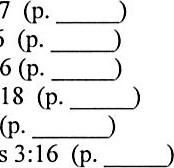 7 (p. ______)
6 (p. ______)
6 (p. ______)
18 (p. ______)
(p. ______)
s 3:16 (p. ______)